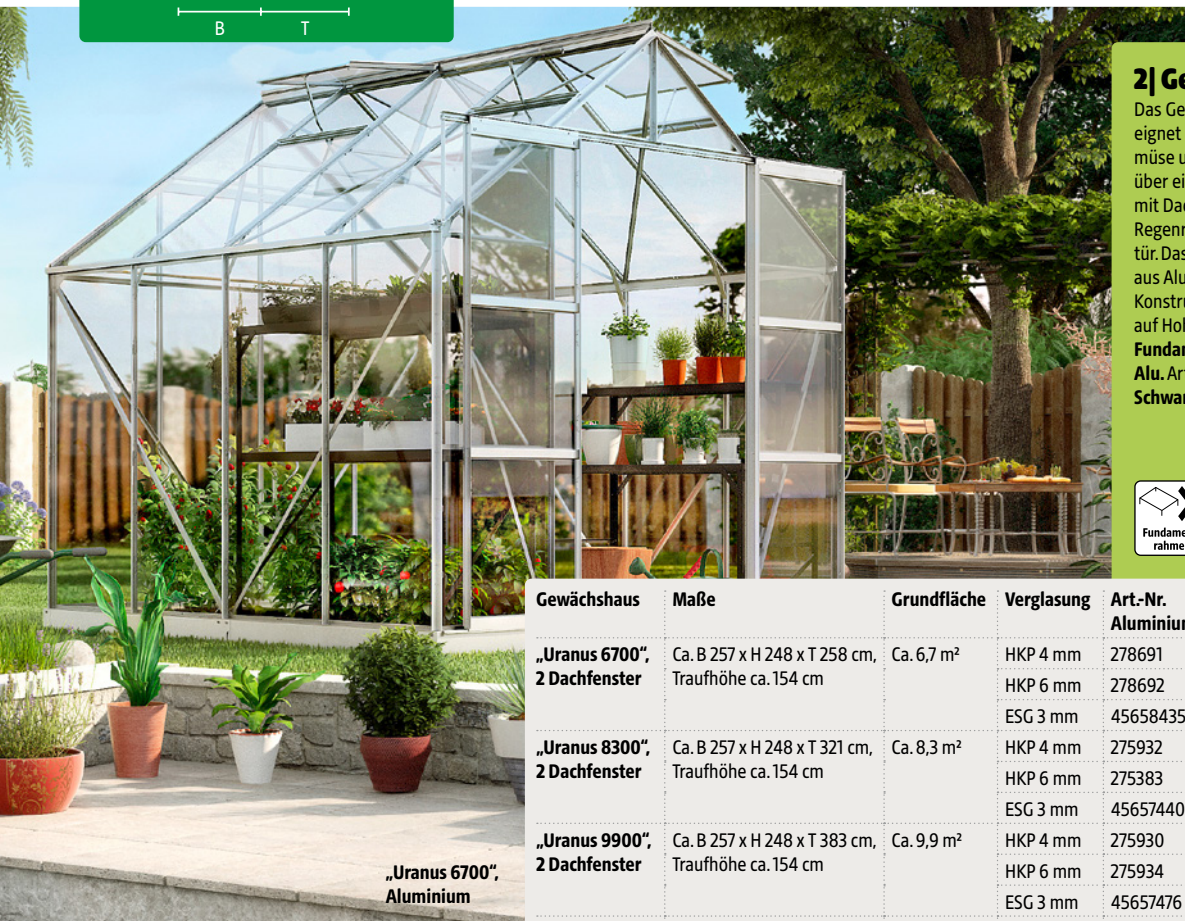 B T
2| Ge
Das Ge
eignet
müse u
über ei
mit Dac
Regenr
tür. Das
aus Alu
Konstru
auf Hol
Fundar
Alu. Art
Schwar
Fundame
rahme
Gewächshaus Maße Grundfläche Verglasung Art.-Nr.
Aluminium
„Uranus 6700“, Ca. B 257 x H 248 x T 258 cm, Ca. 6,7 m² HKP 4 mm 278691
2 Dachfenster Traufhöhe ca. 154 cm HKP 6 mm 278692
ESG 3 mm 45658435
„Uranus 8300“, Ca. B 257 x H 248 x T 321 cm, Ca. 8,3 m² HKP 4 mm 275932
2 Dachfenster Traufhöhe ca. 154 cm HKP 6 mm 275383
ESG 3 mm 45657440
„Uranus 9900“, Ca. B 257 x H 248 x T 383 cm, Ca. 9,9 m² HKP 4 mm 275930
2 Dachfenster Traufhöhe ca. 154 cm HKP 6 mm 275934
ESG 3 mm 45657476
„Uranus 6700“,
Aluminium